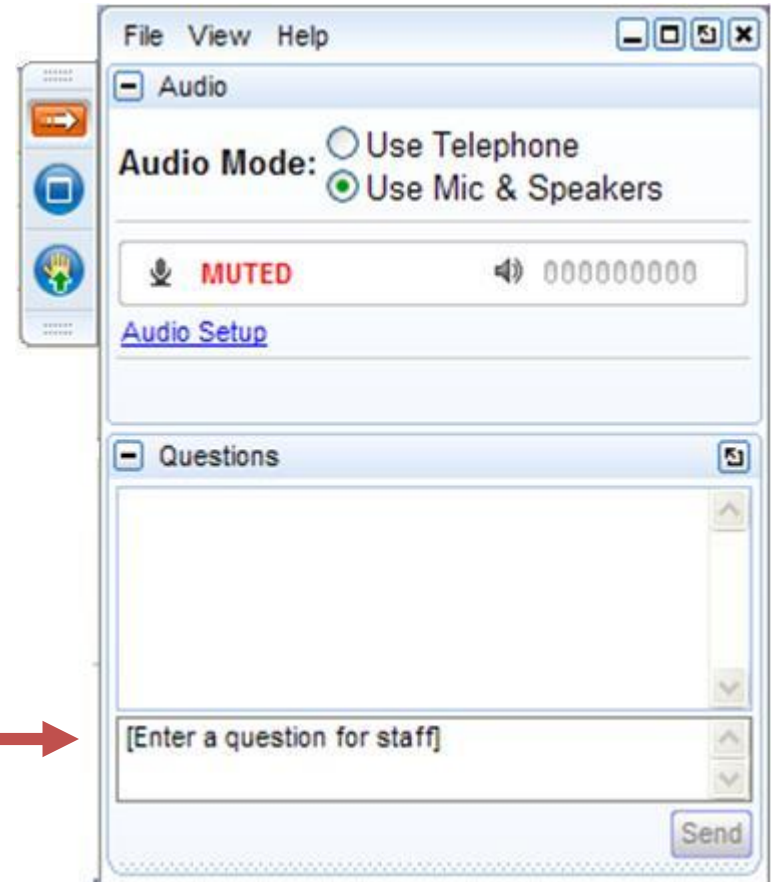 File View Help
Audio
Audio Mode: Use Telephone
Use Mic & Speakers
MUTED 000000000
Audio Setup
Questions
[Enter a question for staff]
Send